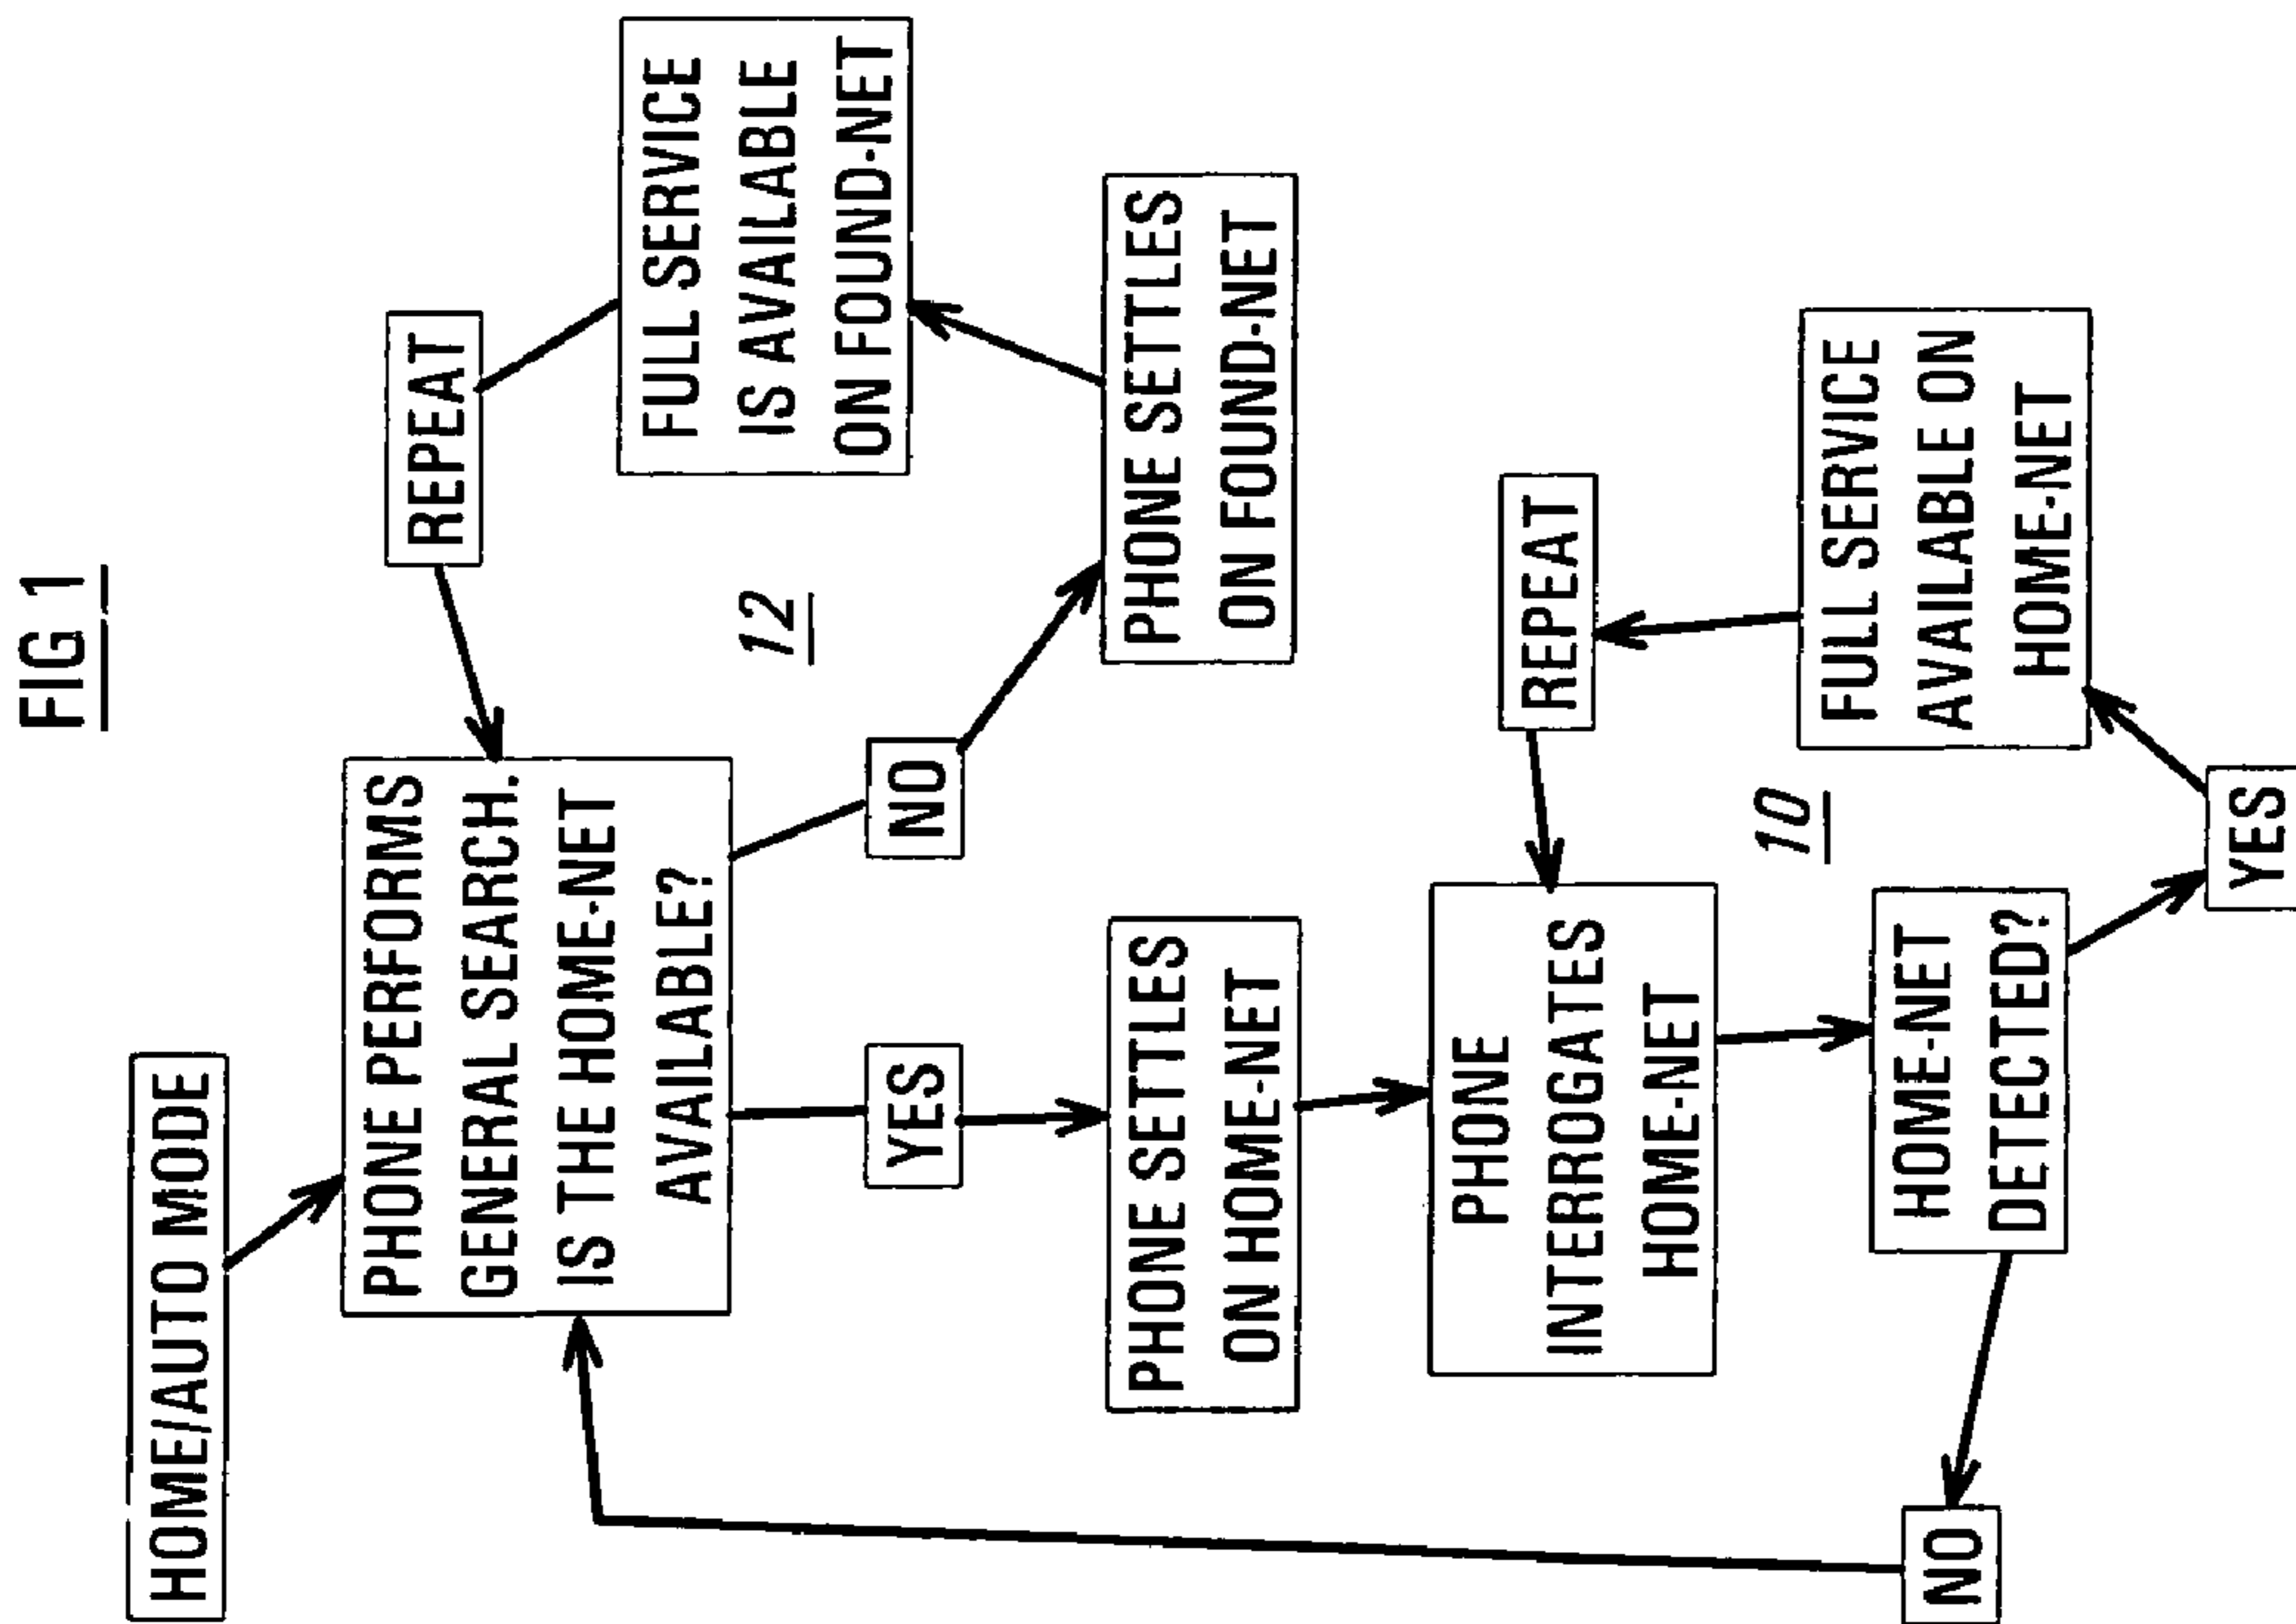 FIG 1
HOME/AUTO MODE
PHONE PERFORMS
GENERAL SEARCH.
IS THE HOME-NET
AVAILABLE?
REPEAT
FULL SERVICE
IS AVAILABLE
ON FOUND-NET
12
NO
PHONE SETTLES
ON FOUND-NET
YES
PHONE SETTLES
ON HOME-NET
PHONE
INTERROGATES
HOME-NET
REPEAT
FULL SERVICE
AVAILABLE ON
HOME-NET
10
HOME-NET
DETECTED?
YES
NO